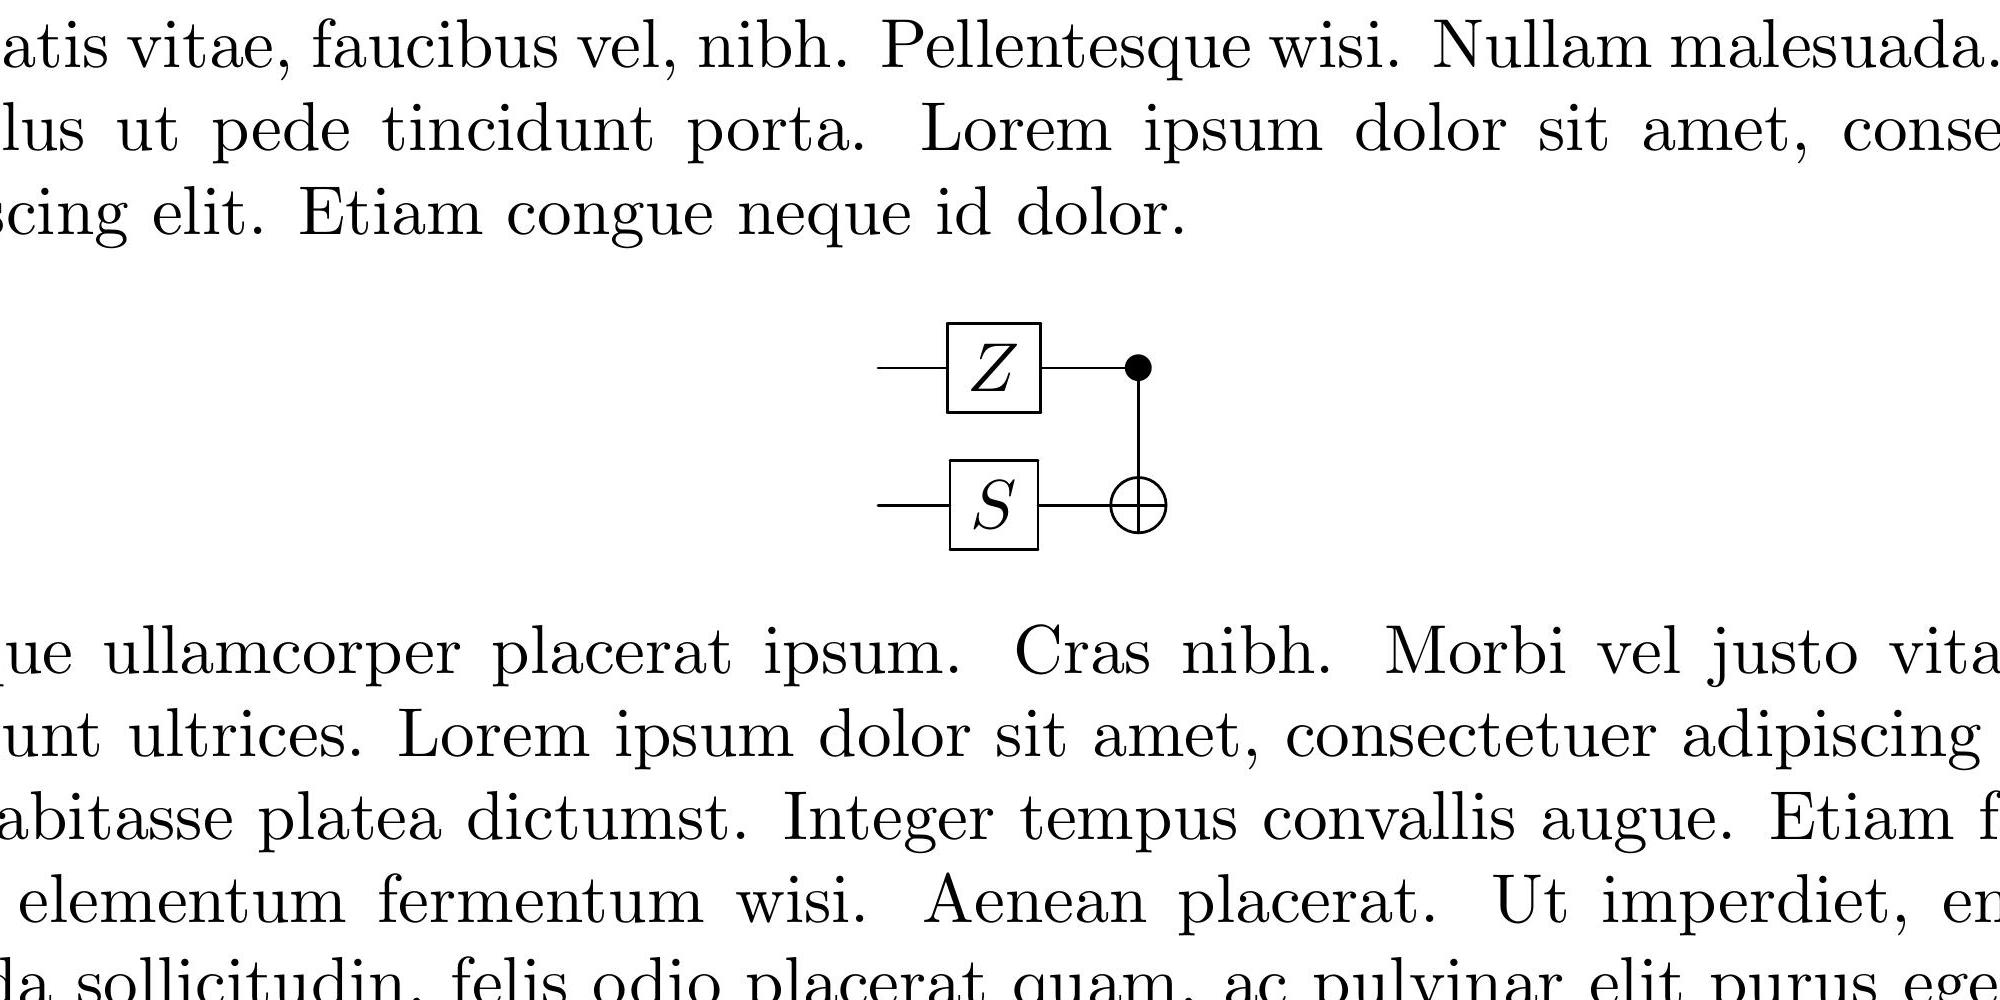 atis vitae, faucibus vel, nibh. Pellentesque wisi. Nullam malesuada.
lus ut pede tincidunt porta. Lorem ipsum dolor sit amet, conse
scing elit. Etiam congue neque id dolor.
Z
S
ue ullamcorper placerat ipsum. Cras nibh. Morbi vel justo vita
unt ultrices. Lorem ipsum dolor sit amet, consectetuer adipiscing
abitasse platea dictumst. Integer tempus convallis augue. Etiam f
elementum fermentum wisi. Aenean placerat. Ut imperdiet, en
da sollicitudin, felis odio placerat quam, ac pulvinar elit purus ege